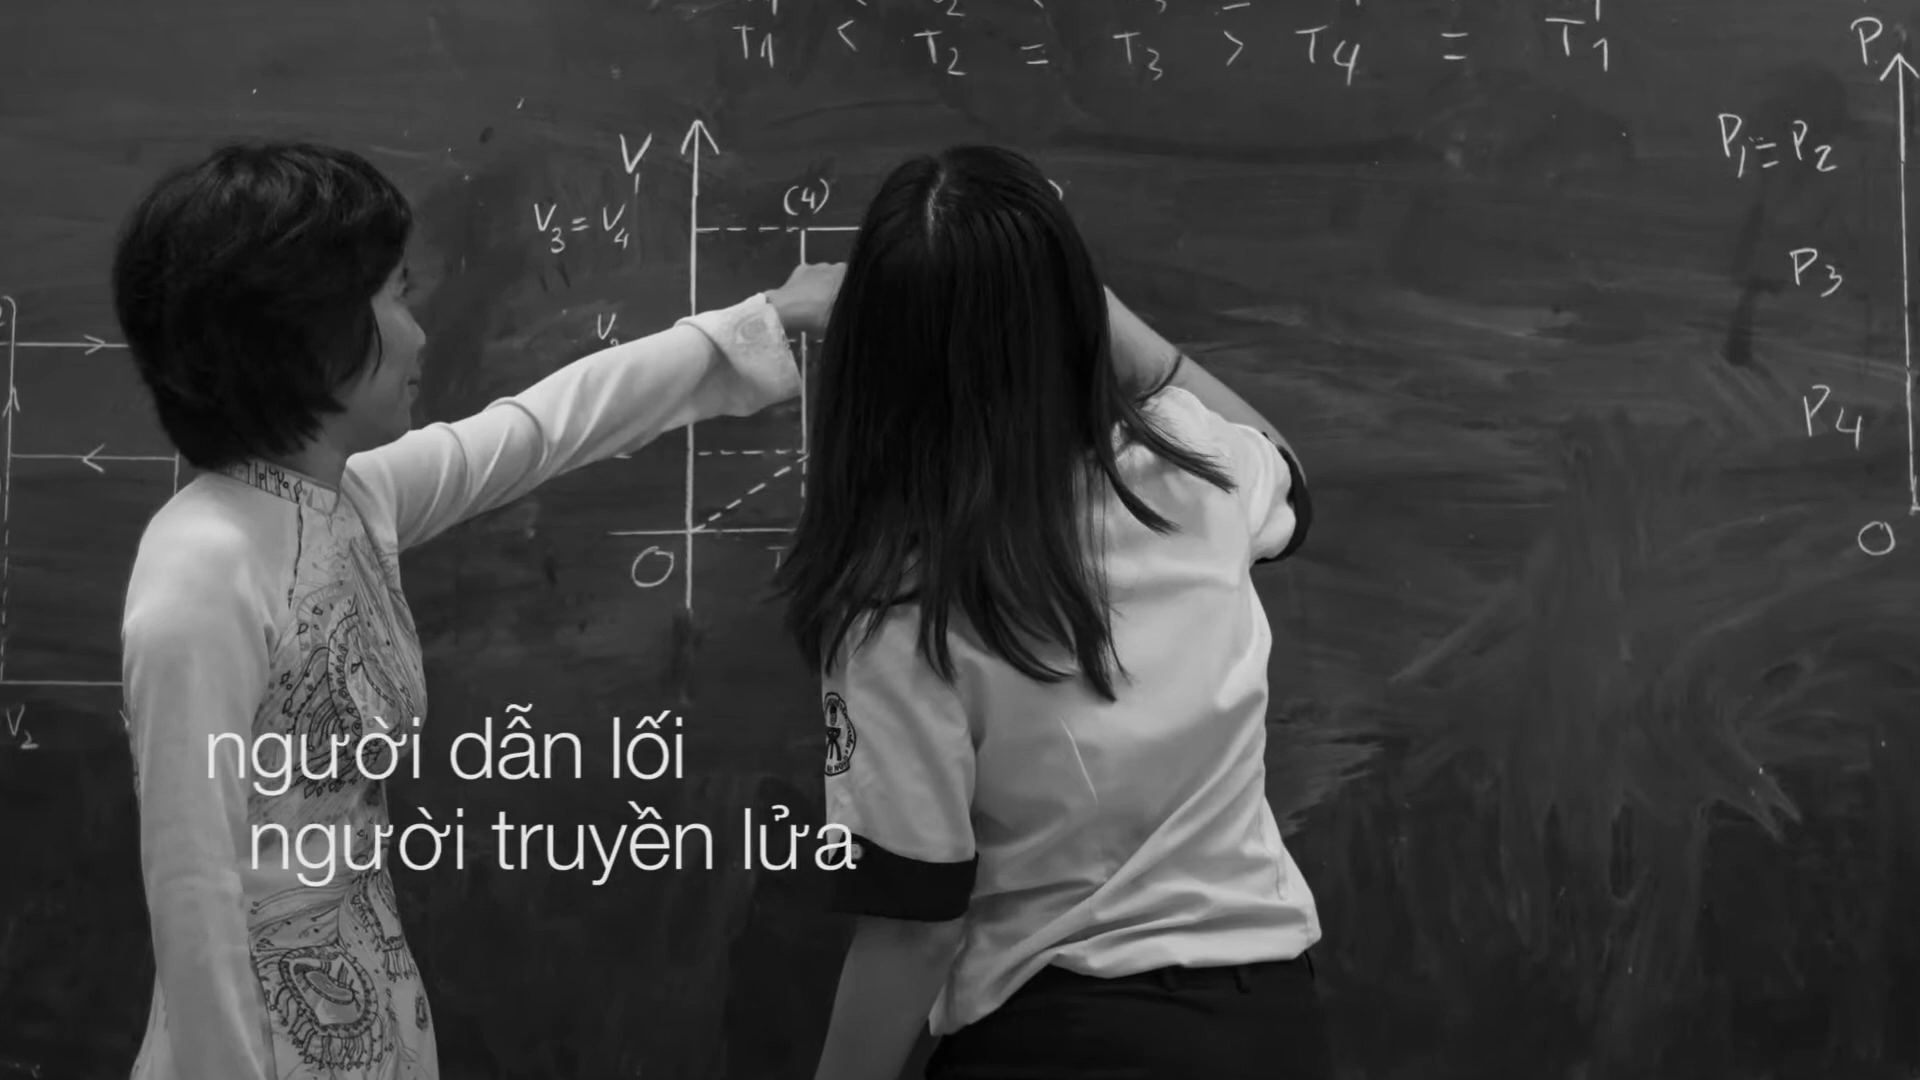 T1 < T2 = T3 > T4 = T1
P
P1 = P2
V
(4)
V3 = V4
P3
V
P4
O
O
V2
người dẫn lối
người truyền lửa